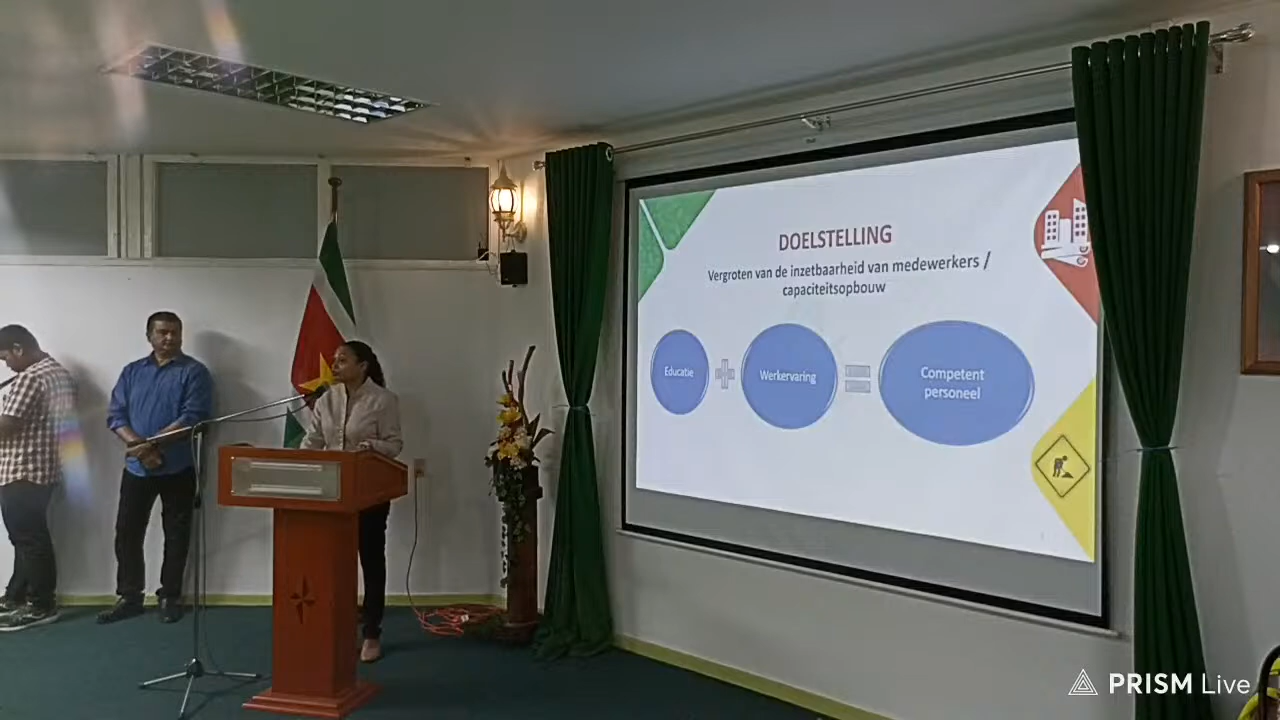 DOELSTELLING
Vergroten van de inzetbaarheid van medewerkers /
capaciteitsopbouw
Educatie
Werkervaring
Competent
personeel
PRISM Live